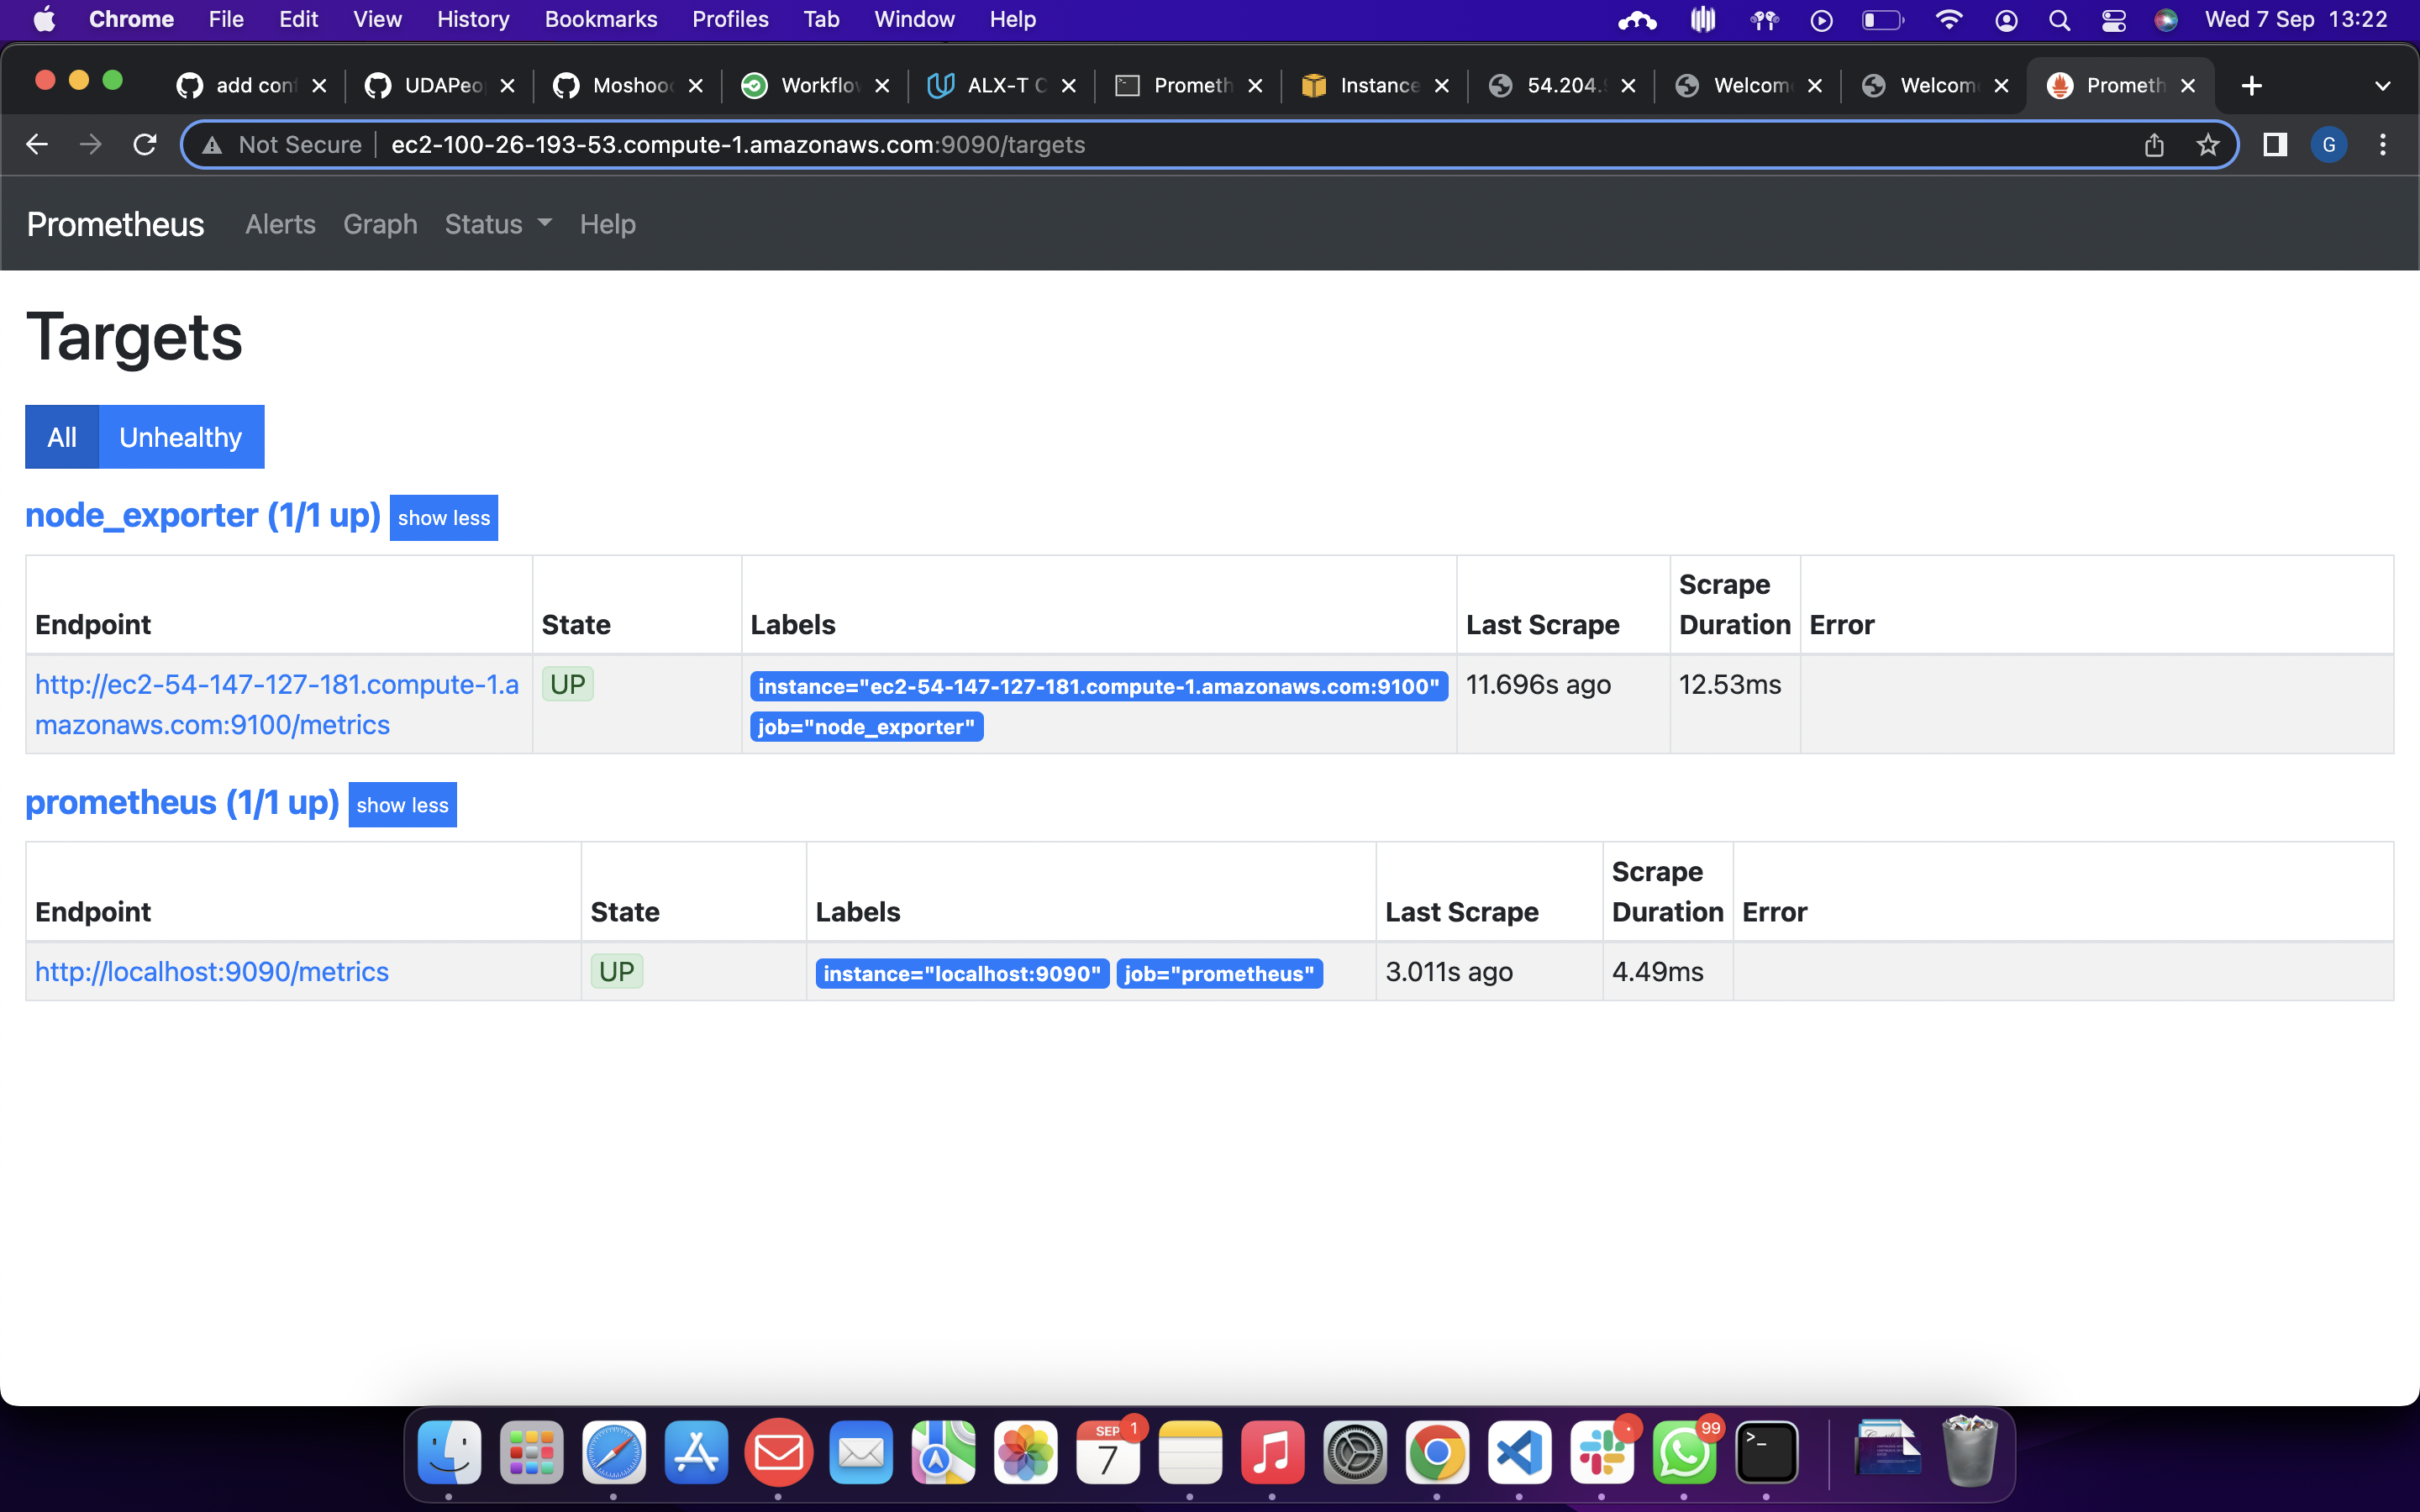 Chrome File Edit View History Bookmarks Profiles Tab Window Help Wed 7 Sep 13:22
add con UDAPeo Moshood Workflow ALX-T C Prometh Instance 54.204. Welcom Welcom Prometh
Not Secure ec2-100-26-193-53.compute-1.amazonaws.com:9090/targets G
Prometheus Alerts Graph Status Help
Targets
All Unhealthy
node_exporter (1/1 up) show less
Endpoint State Labels Last Scrape Scrape Duration Error
http://ec2-54-147-127-181.compute-1.a UP instance="ec2-54-147-127-181.compute-1.amazonaws.com:9100" 11.696s ago 12.53ms
mazonaws.com:9100/metrics job="node_exporter"
prometheus (1/1 up) show less
Endpoint State Labels Last Scrape Scrape Duration Error
http://localhost:9090/metrics UP instance="localhost:9090" job="prometheus" 3.011s ago 4.49ms
SEP 7 1 99